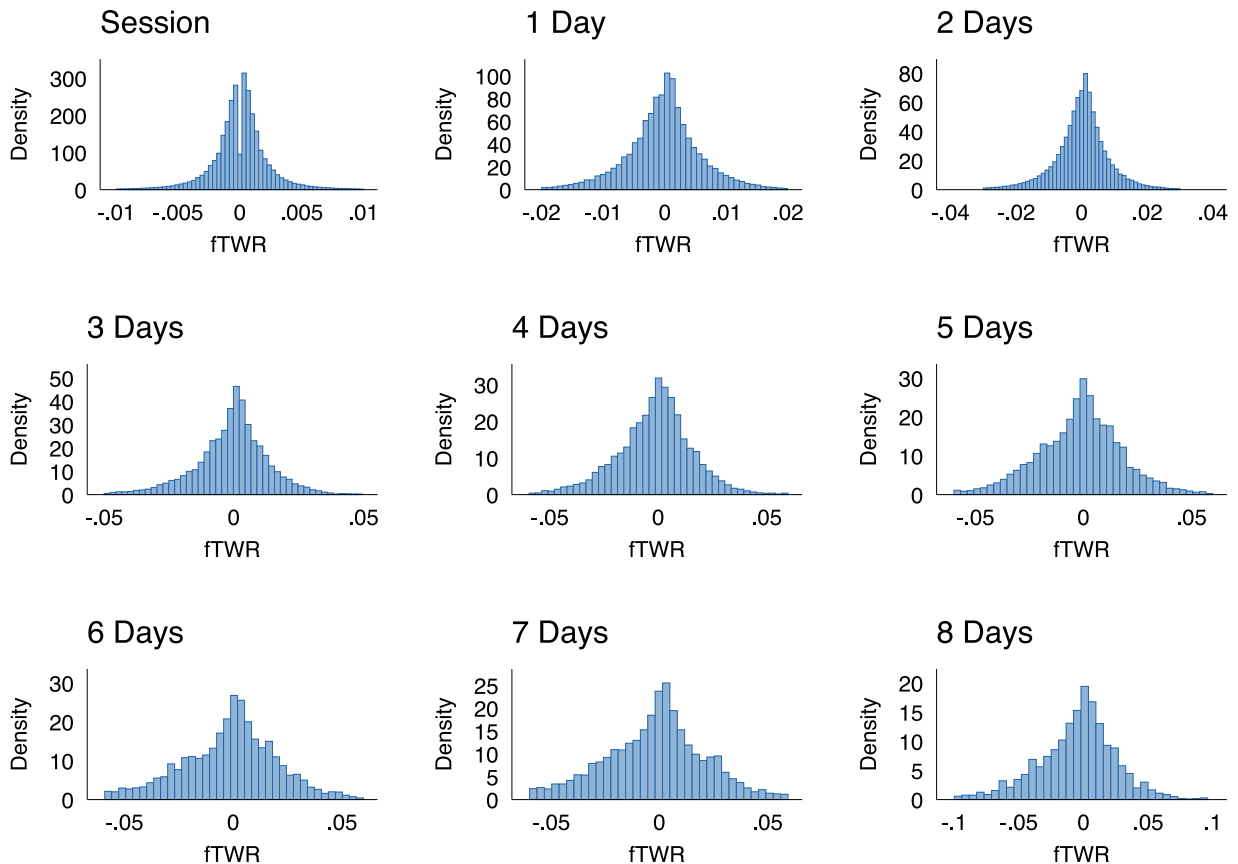 Session
Density
300
200
100
0
-.01 -.005 0 .005 .01
fTWR
1 Day
Density
100
80
60
40
20
0
-.02 -.01 0 .01 .02
fTWR
2 Days
Density
80
60
40
20
0
-.04 -.02 0 .02 .04
fTWR
3 Days
Density
50
40
30
20
10
0
-.05 0 .05
fTWR
4 Days
Density
30
20
10
0
-.05 0 .05
fTWR
5 Days
Density
30
20
10
0
-.05 0 .05
fTWR
6 Days
Density
30
20
10
0
-.05 0 .05
fTWR
7 Days
Density
25
20
15
10
5
0
-.05 0 .05
fTWR
8 Days
Density
20
15
10
5
0
-.1 -.05 0 .05 .1
fTWR